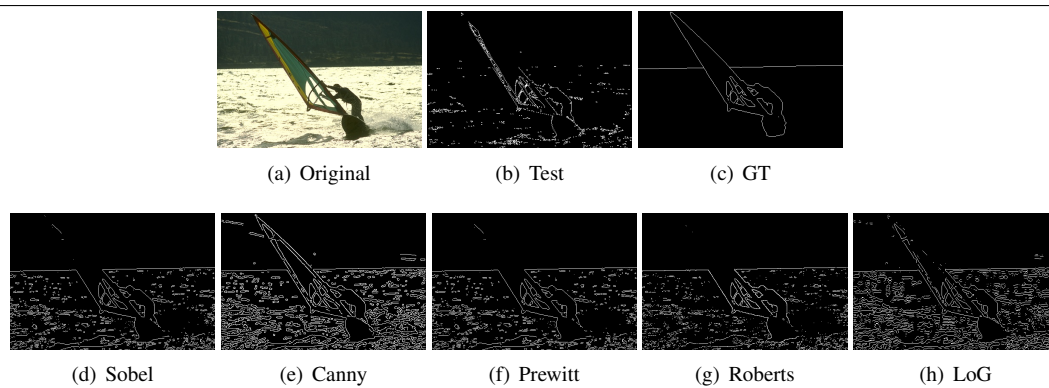 (a) Original (b) Test (c) GT
(d) Sobel (e) Canny (f) Prewitt (g) Roberts (h) LoG